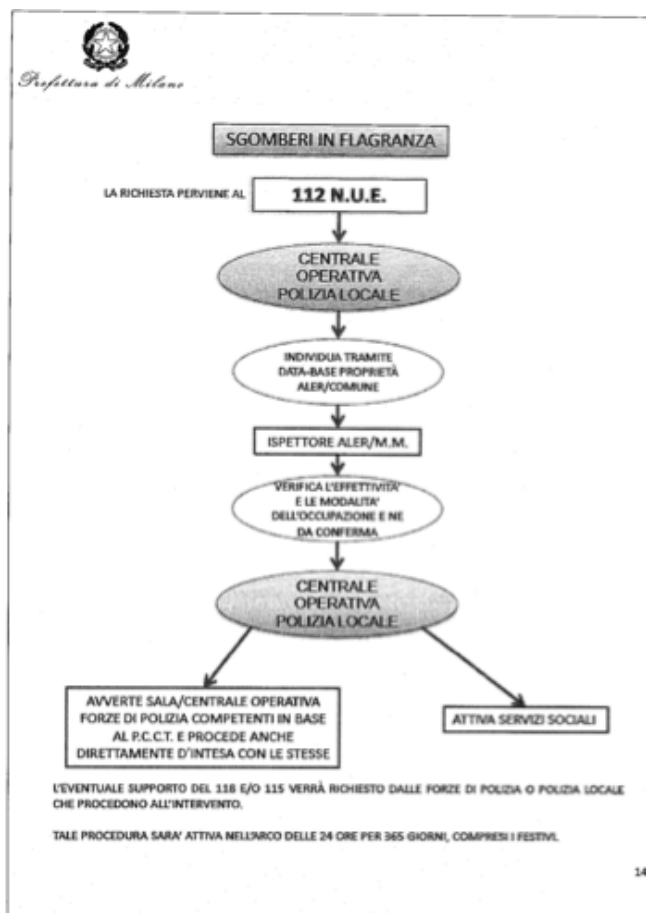 Prefettura di Milano
SGOMBERI IN FLAGRANZA
LA RICHIESTA PERVIENE AL
112 N.U.E.
CENTRALE
OPERATIVA
POLIZIA LOCALE
INDIVIDUA TRAMITE
DATA-BASE PROPRIETÀ
ALER/COMUNE
ISPETTORE ALER/M.M.
VERIFICA L'EFFETTIVITA'
E LE MODALITA'
DELL'OCCUPAZIONE E NE
DA CONFERMA
CENTRALE
OPERATIVA
POLIZIA LOCALE
AVVERTE SALA/CENTRALE OPERATIVA
FORZE DI POLIZIA COMPETENTI IN BASE
AL P.C.C.T. E PROCEDE ANCHE
DIRETTAMENTE D'INTESA CON LE STESSE
ATTIVA SERVIZI SOCIALI
L'EVENTUALE SUPPORTO DEL 118 E/O 115 VERRÀ RICHIESTO DALLE FORZE DI POLIZIA O POLIZIA LOCALE
CHE PROCEDONO ALL'INTERVENTO.
TALE PROCEDURA SARA' ATTIVA NELL'ARCO DELLE 24 ORE PER 365 GIORNI, COMPRESI I FESTIVI.
14